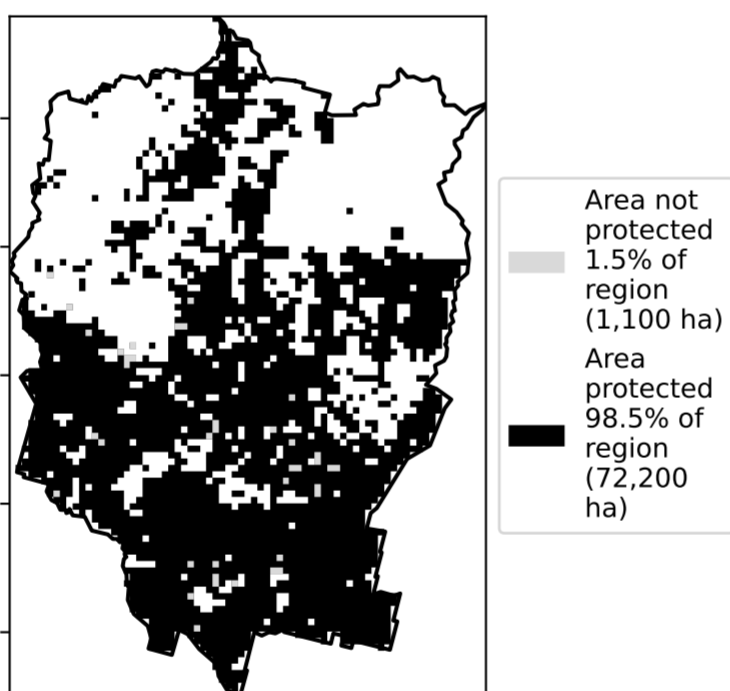 Area not
protected
1.5% of
region
(1,100 ha)
Area
protected
98.5% of
region
(72,200
ha)